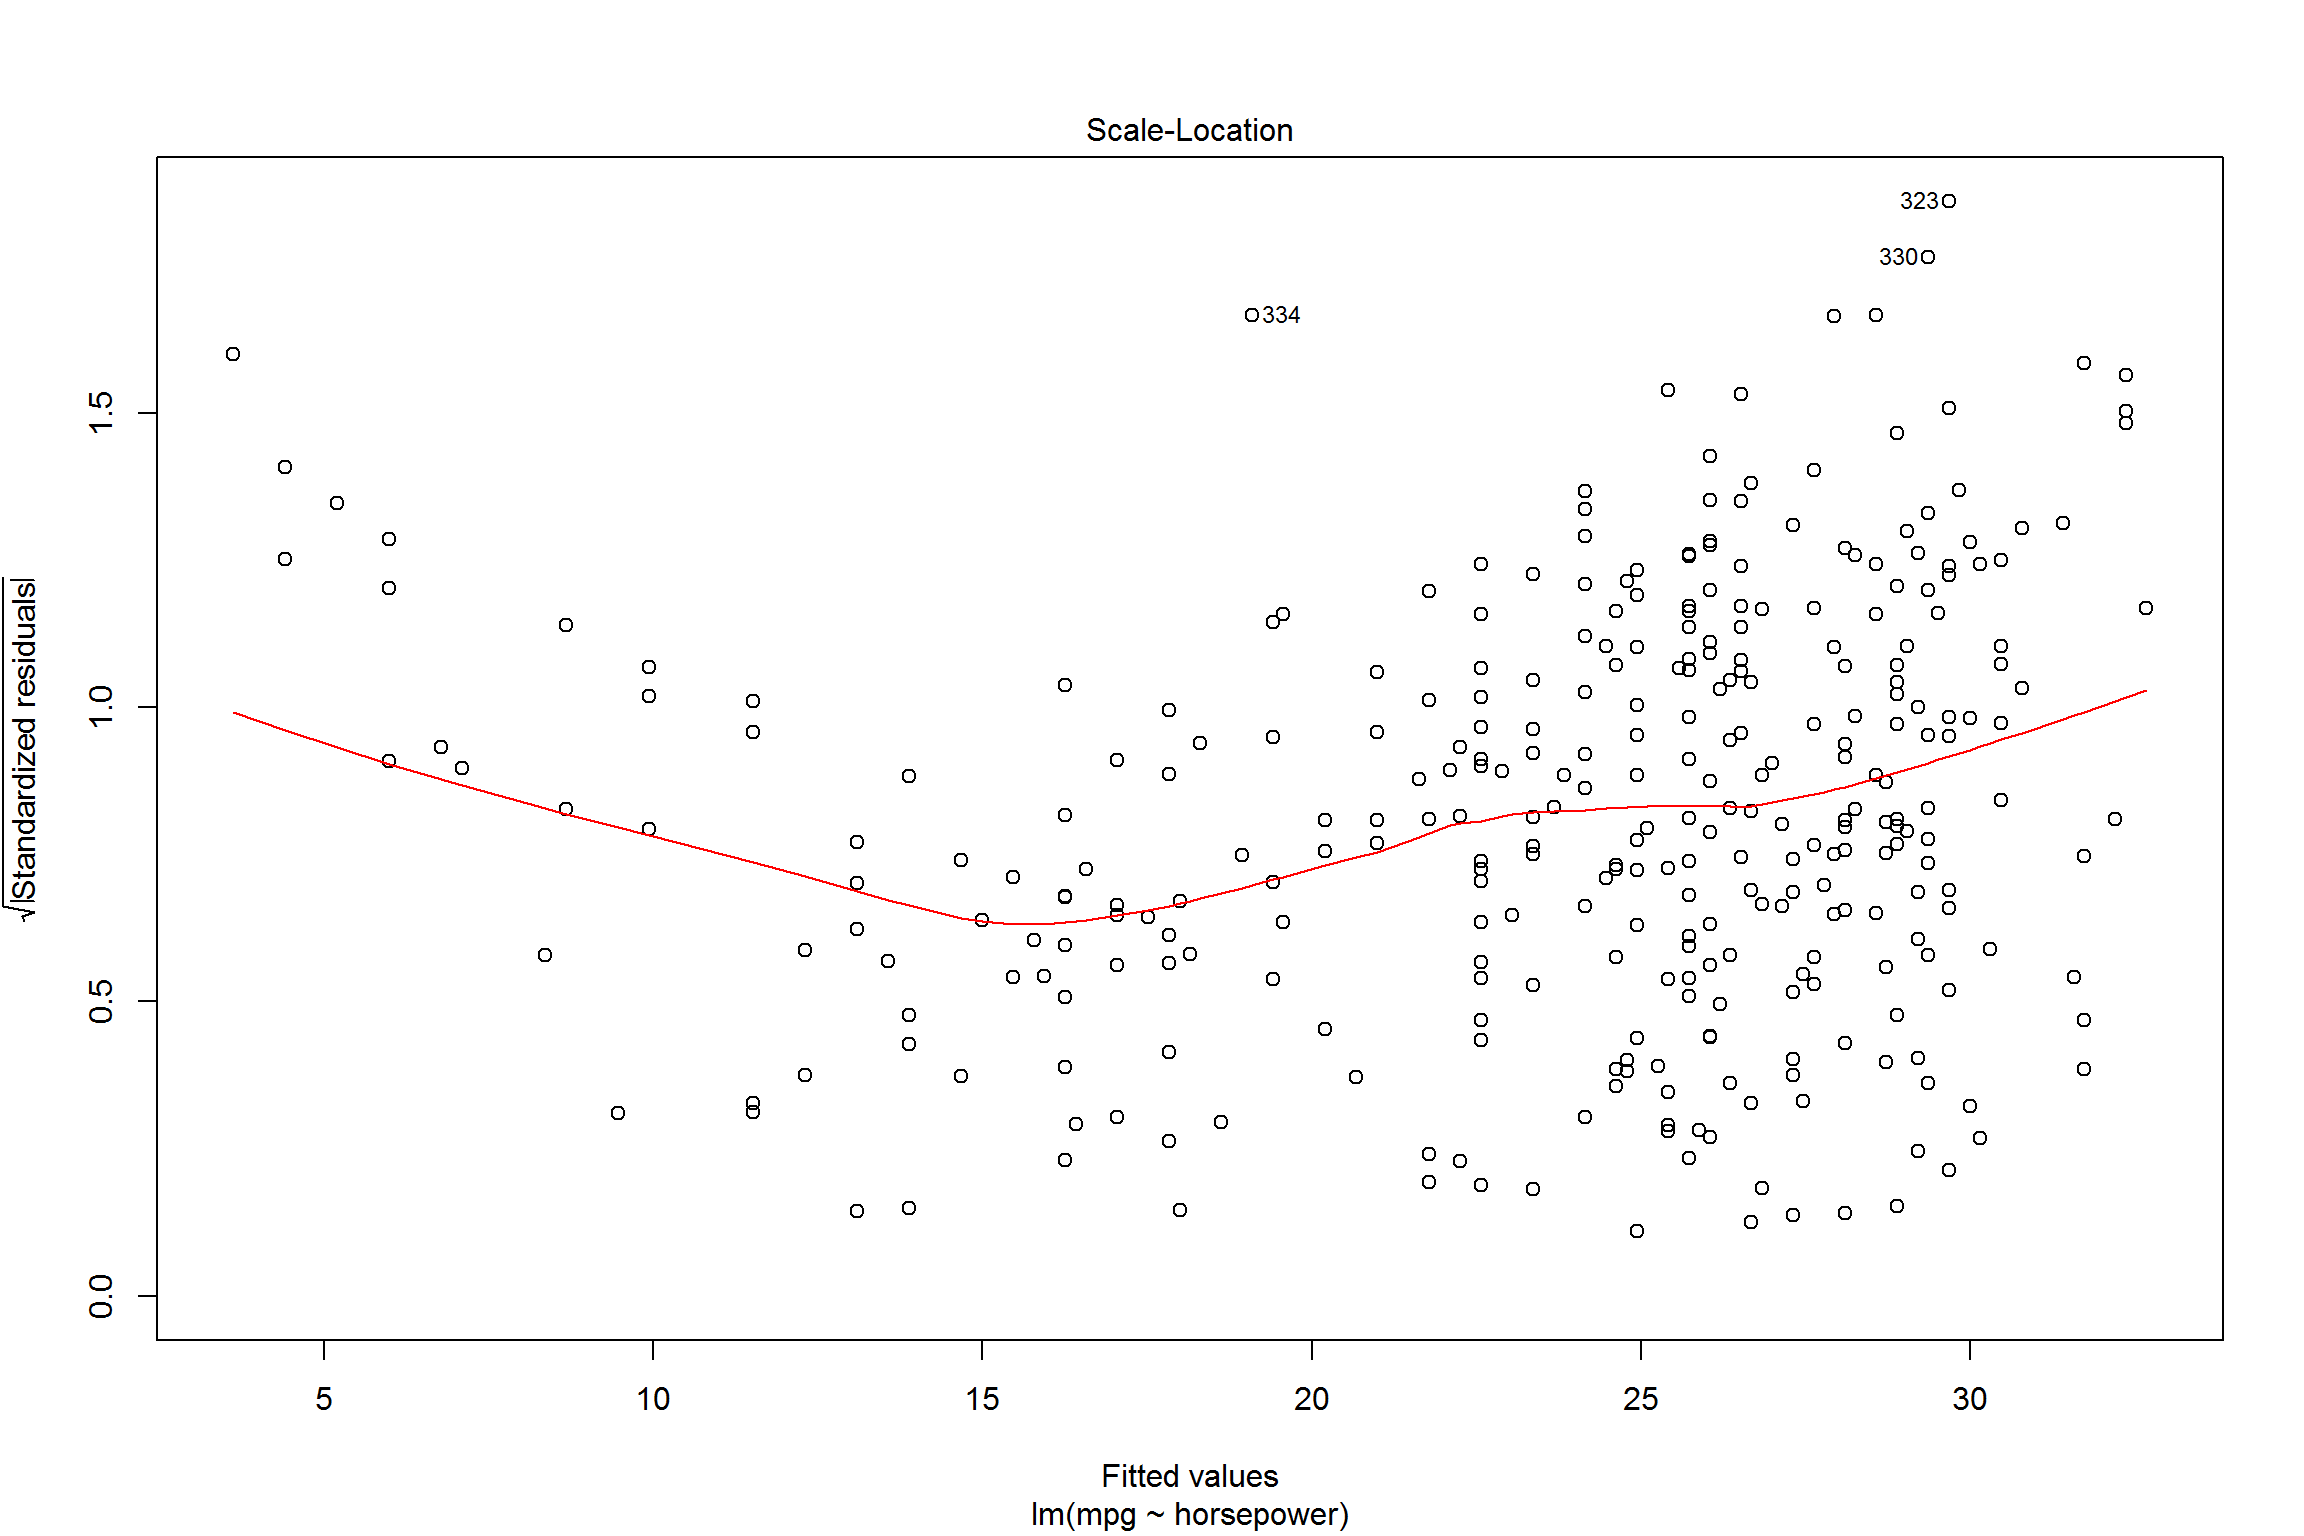 Scale-Location
323
330
334
√|Standardized residuals|
1.5
1.0
0.5
0.0
5 10 15 20 25 30
Fitted values
lm(mpg ~ horsepower)